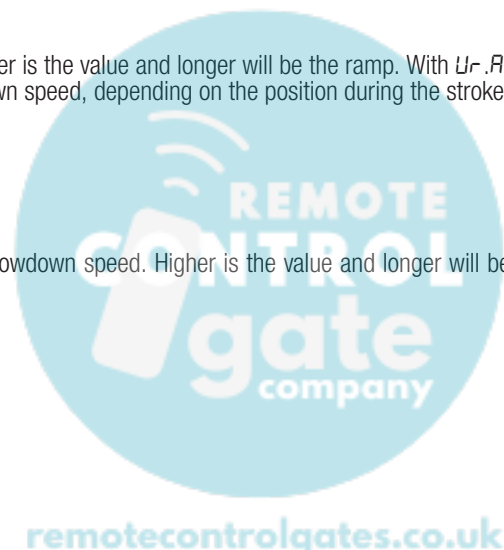 er is the value and longer will be the ramp. With Ur.A
wn speed, depending on the position during the stroke
REMOTE
CONTROL
owdown speed. Higher is the value and longer will be
gate
company
remotecontrolgates.co.uk